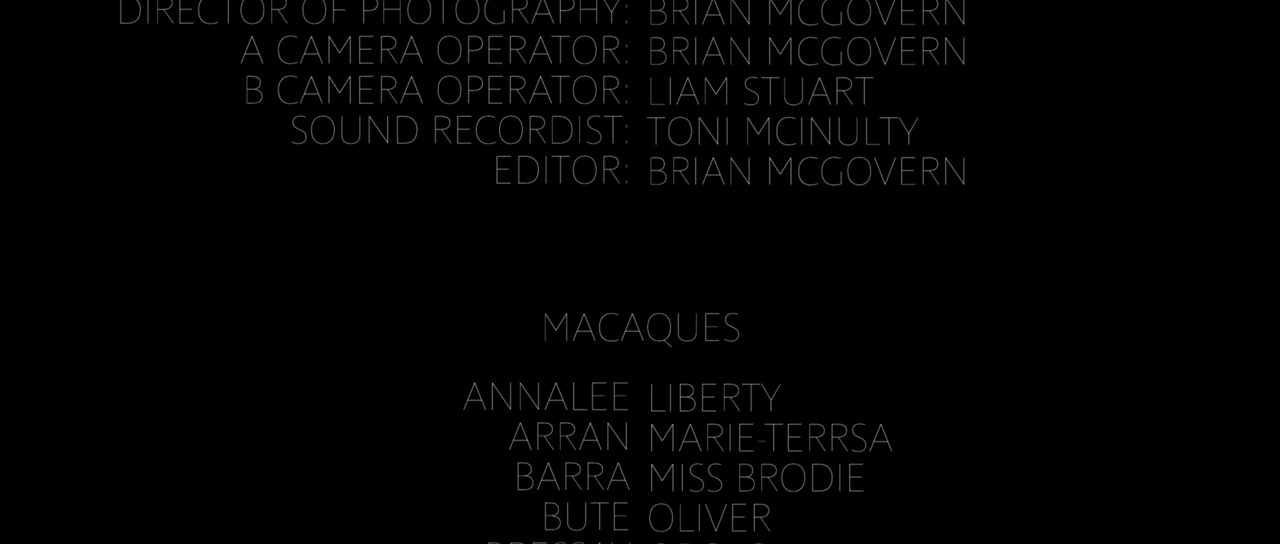 DIRECTOR OF PHOTOGRAPHY: BRIAN MCGOVERN
A CAMERA OPERATOR: BRIAN MCGOVERN
B CAMERA OPERATOR: LIAM STUART
SOUND RECORDIST: TONI MCINULTY
EDITOR: BRIAN MCGOVERN
MACAQUES
ANNALEE LIBERTY
ARRAN MARIE-TERRSA
BARRA MISS BRODIE
BUTE OLIVER